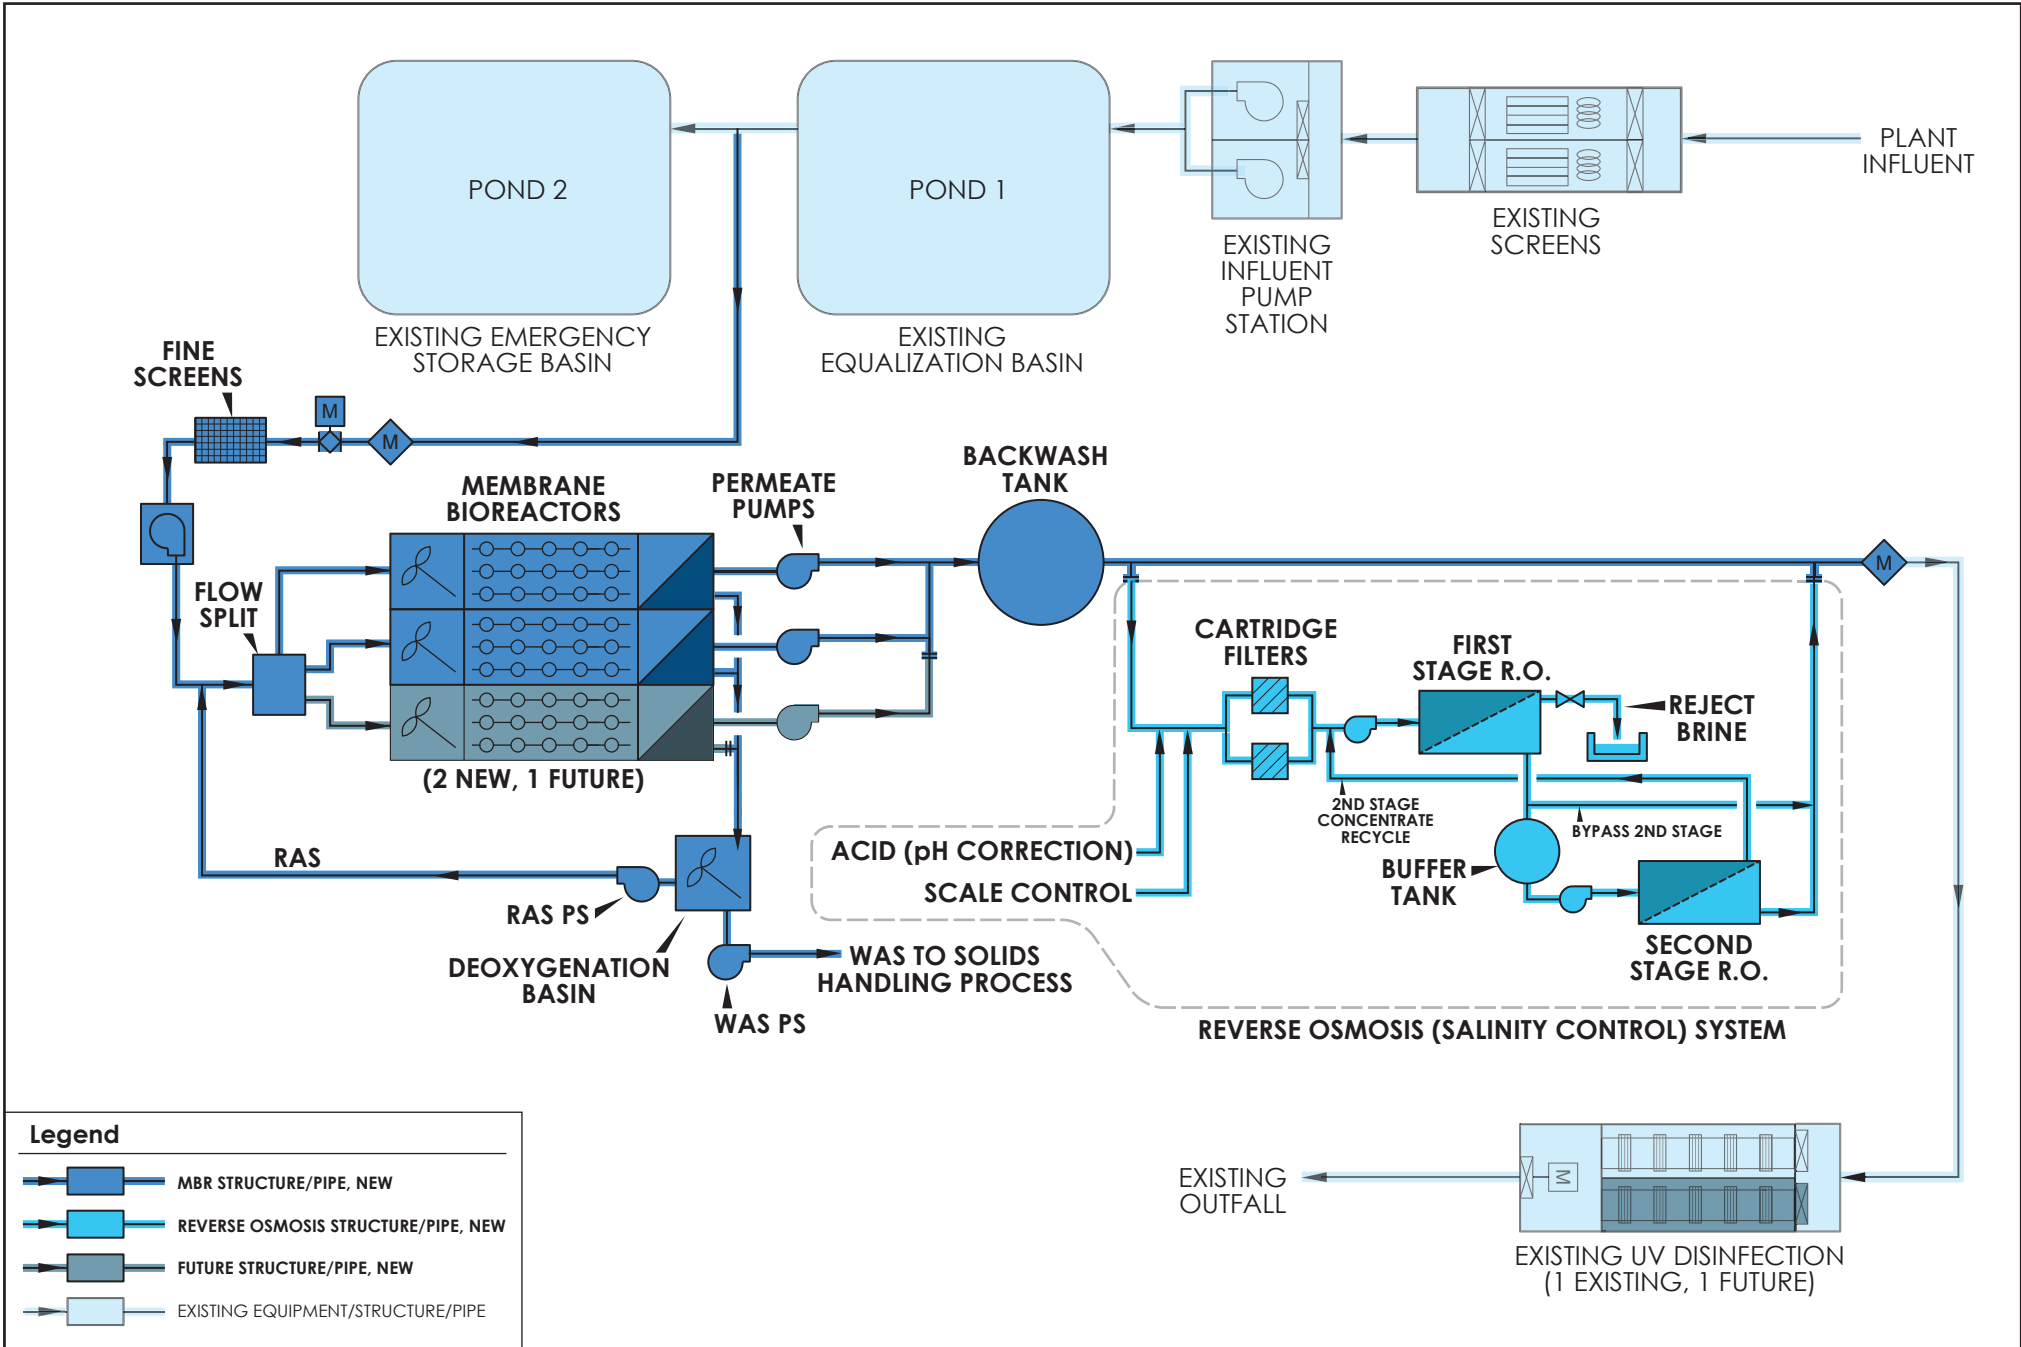 POND 2
POND 1
PLANT
INFLUENT
EXISTING
SCREENS
EXISTING
INFLUENT
PUMP
STATION
EXISTING EMERGENCY
STORAGE BASIN
EXISTING
EQUALIZATION BASIN
FINE
SCREENS
M
M
MEMBRANE
BIOREACTORS
PERMEATE
PUMPS
BACKWASH
TANK
M
FLOW
SPLIT
(2 NEW, 1 FUTURE)
CARTRIDGE
FILTERS
FIRST
STAGE R.O.
REJECT
BRINE
2ND STAGE
CONCENTRATE
RECYCLE
BYPASS 2ND STAGE
ACID (pH CORRECTION)
SCALE CONTROL
BUFFER
TANK
SECOND
STAGE R.O.
RAS
RAS PS
DEOXYGENATION
BASIN
WAS TO SOLIDS
HANDLING PROCESS
WAS PS
REVERSE OSMOSIS (SALINITY CONTROL) SYSTEM
Legend
MBR STRUCTURE/PIPE, NEW
REVERSE OSMOSIS STRUCTURE/PIPE, NEW
FUTURE STRUCTURE/PIPE, NEW
EXISTING EQUIPMENT/STRUCTURE/PIPE
EXISTING
OUTFALL
M
EXISTING UV DISINFECTION
(1 EXISTING, 1 FUTURE)